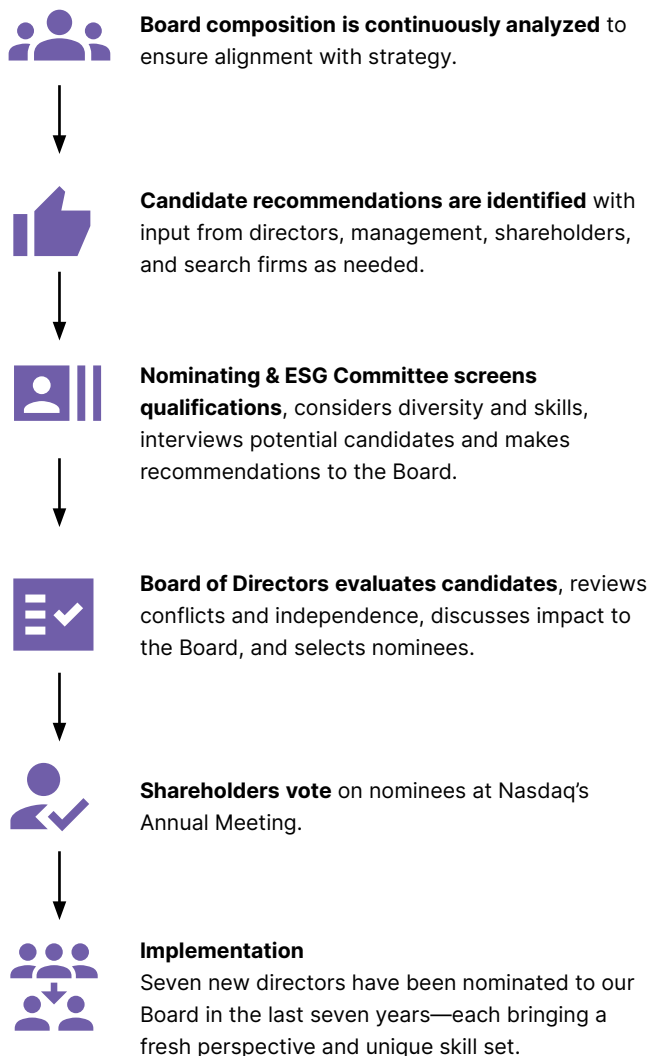 Board composition is continuously analyzed to
ensure alignment with strategy.
Candidate recommendations are identified with
input from directors, management, shareholders,
and search firms as needed.
Nominating & ESG Committee screens
qualifications, considers diversity and skills,
interviews potential candidates and makes
recommendations to the Board.
Board of Directors evaluates candidates, reviews
conflicts and independence, discusses impact to
the Board, and selects nominees.
Shareholders vote on nominees at Nasdaq’s
Annual Meeting.
Implementation
Seven new directors have been nominated to our
Board in the last seven years—each bringing a
fresh perspective and unique skill set.